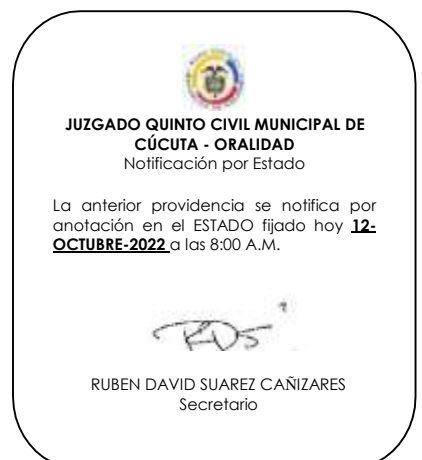 JUZGADO QUINTO CIVIL MUNICIPAL DE
CÚCUTA - ORALIDAD
Notificación por Estado
La anterior providencia se notifica por
anotación en el ESTADO fijado hoy 12-
OCTUBRE-2022 a las 8:00 A.M.
RUBEN DAVID SUAREZ CAÑIZARES
Secretario